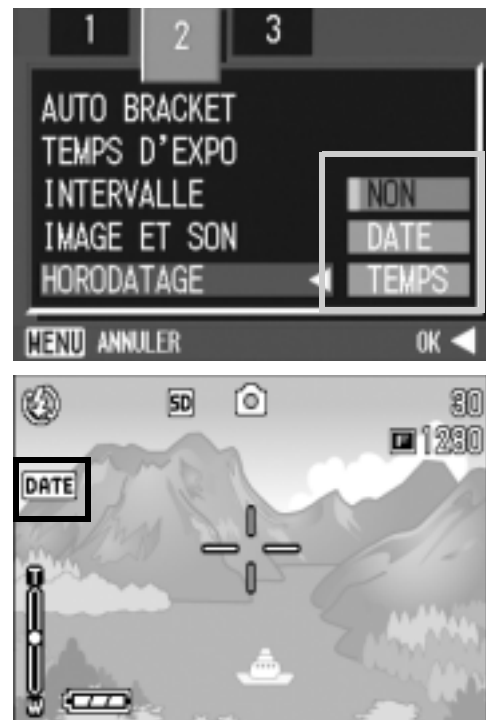 1 2 3
AUTO BRACKET
TEMPS D'EXPO
INTERVALLE NON
IMAGE ET SON DATE
HORODATAGE TEMPS
MENU ANNULER OK
SD 30
1280
DATE
T
W